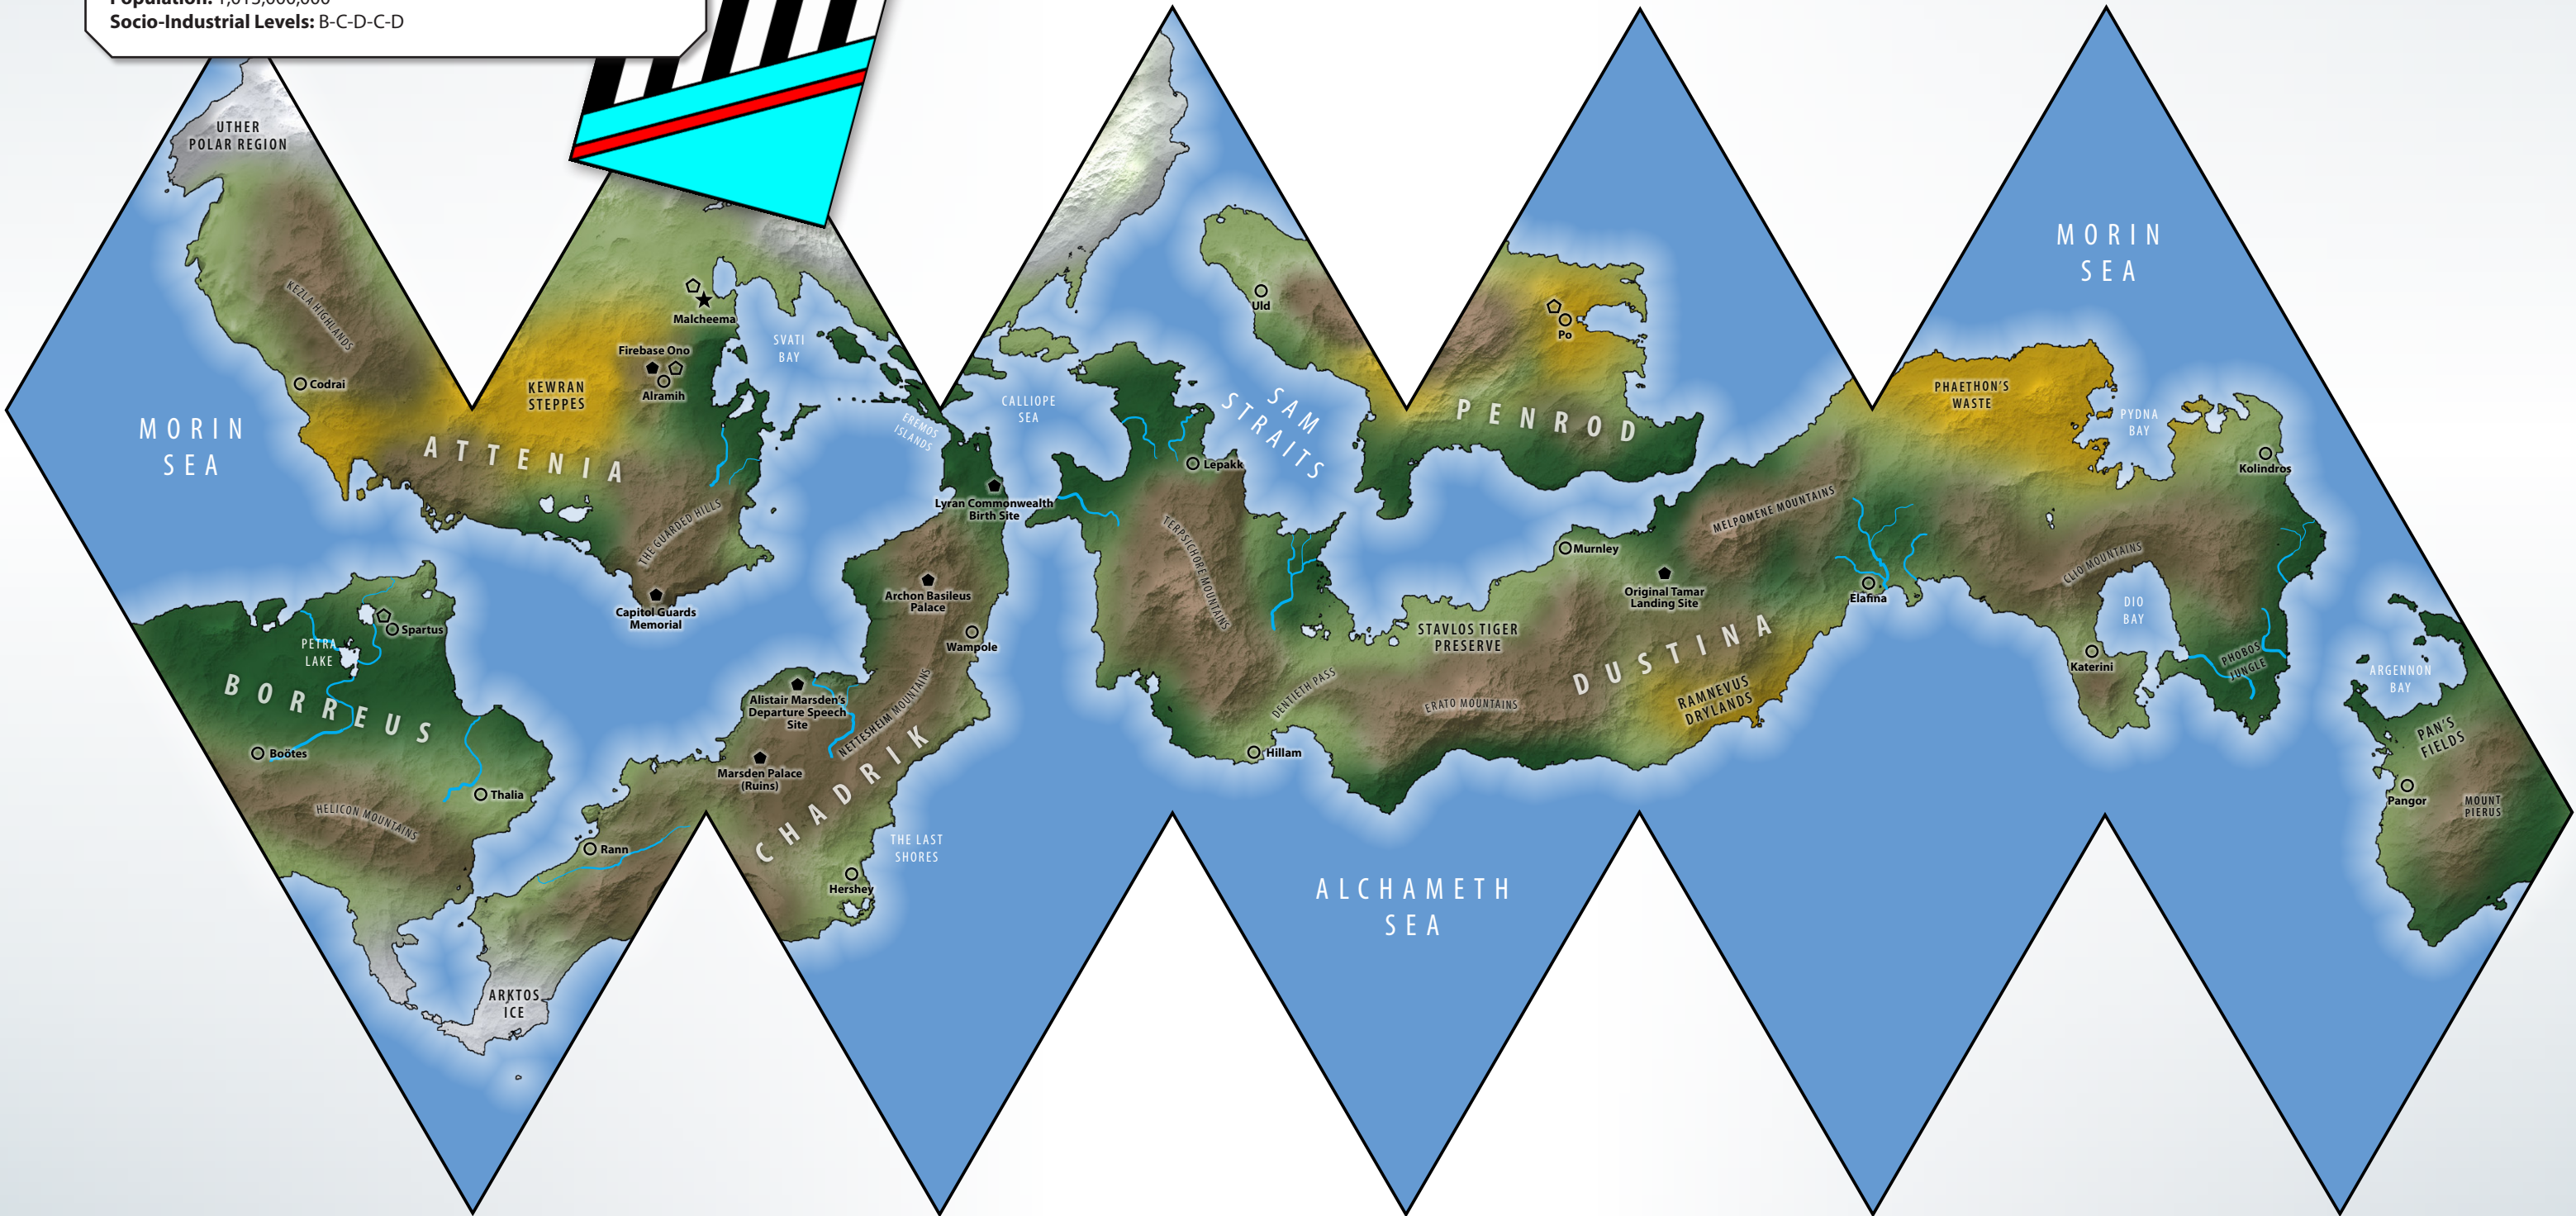 Population: 1,015,000,000
Socio-Industrial Levels: B-C-D-C-D
UTHER
POLAR REGION
KEZLA HIGHLANDS
Codrai
MORIN
SEA
KEWRAN
STEPPES
ATTENIA
Malcheema
Firebase Ono
Alramih
SVATI
BAY
EREMOS
ISLANDS
THE GUARDED HILLS
Capitol Guards
Memorial
CALLIOPE
SEA
Lyran Commonwealth
Birth Site
Archon Basileus
Palace
Wampole
Alistair Marsden's
Departure Speech
Site
NETTESHEIM MOUNTAINS
Marsden Palace
(Ruins)
CHADRIK
THE LAST
SHORES
Hershey
Spartus
PETRA
LAKE
BORREUS
Boötes
Thalia
HELICON MOUNTAINS
Rann
ARKTOS
ICE
Uld
SAM
STRAITS
Lepakk
TERPSICHORE MOUNTAINS
Po
PENROD
Murnley
Original Tamar
Landing Site
MELPOMENE MOUNTAINS
STAVLOS TIGER
PRESERVE
DUSTINA
DENTIETH PASS
ERATO MOUNTAINS
RAMNEVUS
DRYLANDS
Hillam
ALCHAMETH
SEA
Elafina
MORIN
SEA
PHAETHON'S
WASTE
PYDNA
BAY
Kolindros
CLIO MOUNTAINS
DIO
BAY
Katerini
PHOBOS
JUNGLE
ARGENNON
BAY
PAN'S
FIELDS
Pangor
MOUNT
PIERUS